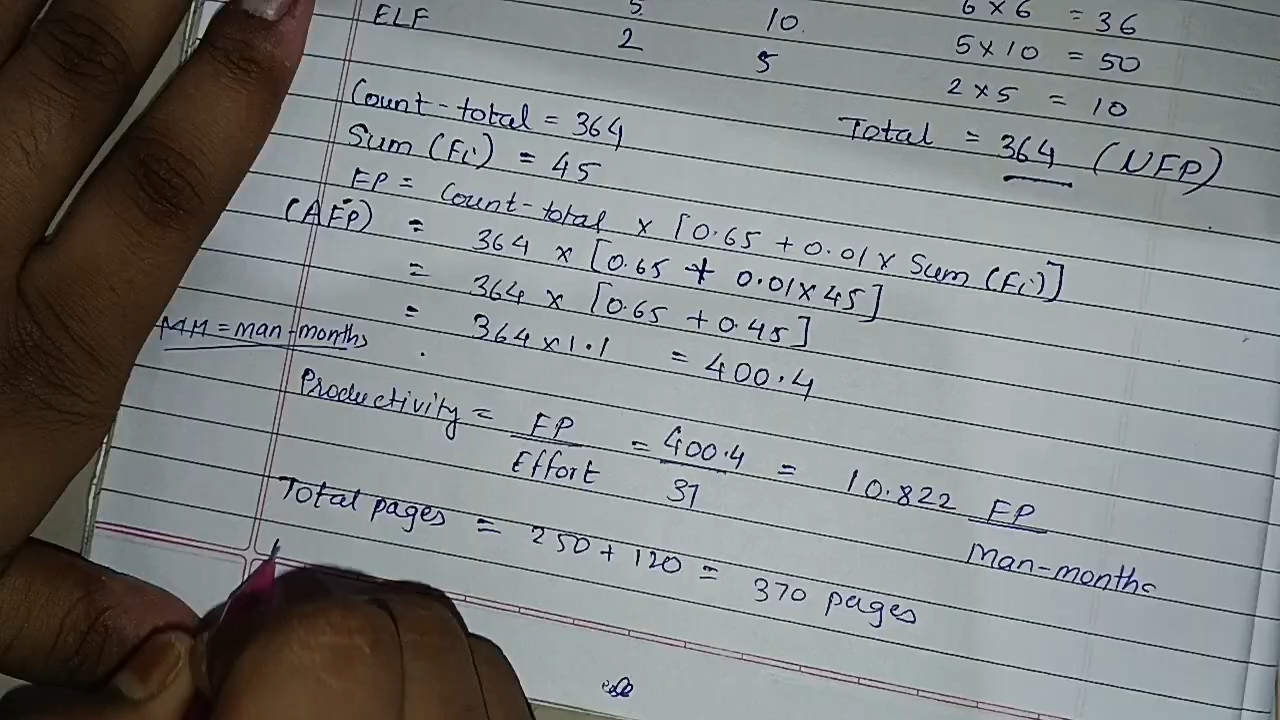 6 x 6 = 36
ELF 5 10 5 x 10 = 50
2 5 2 x 5 = 10
Count-total = 364 Total = 364 (UFP)
Sum (Fi) = 45
FP = Count-total x [0.65 + 0.01 x Sum (Fi)]
(AFP) = 364 x [0.65 + 0.01 x 45]
= 364 x [0.65 + 0.45]
= 364 x 1.1 = 400.4
MM = man-months
Productivity = FP / Effort = 400.4 / 37 = 10.822 FP / Man-months
Total pages = 250 + 120 = 370 pages